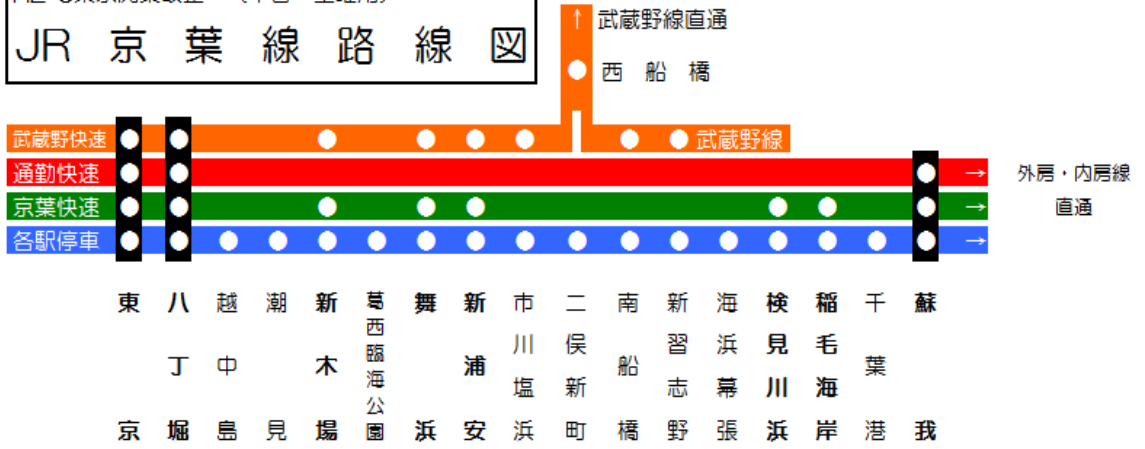 JR 京葉線路線図
↑ 武蔵野線直通
西船橋
武蔵野快速 武蔵野線
通勤快速 →
京葉快速 →
各駅停車 →
外房・内房線
直通
東京
八丁堀
越中島
潮見
新木場
葛西臨海公園
舞浜
新浦安
市川塩浜
二俣新町
南船橋
新習志野
海浜幕張
検見川浜
稲毛海岸
千葉港
蘇我